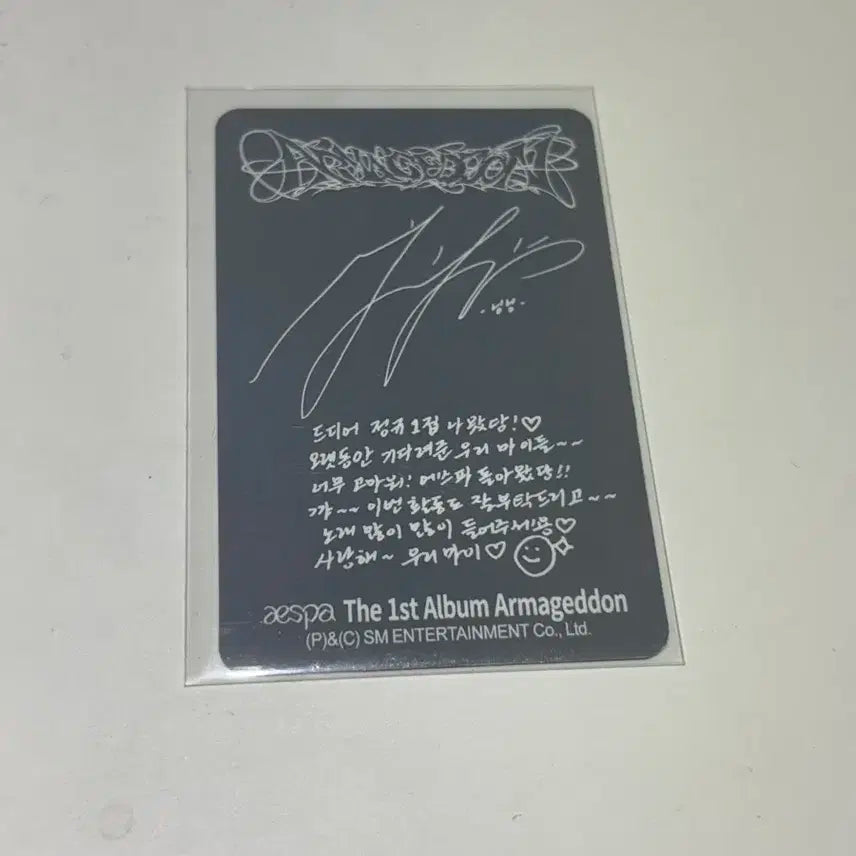 ARMAGEDDON
-닝닝-
드디어 정규 1집 나왔당!♡
오랫동안 기다려준 우리 마이들~~
너무 고마워! 에스파 돌아왔당!!
꺄~~ 이번 활동도 잘부탁드리고~~
노래 많이 많이 들어주세용♡
사랑해~ 우리마이♡
aespa The 1st Album Armageddon
(P)&(C) SM ENTERTAINMENT Co., Ltd.